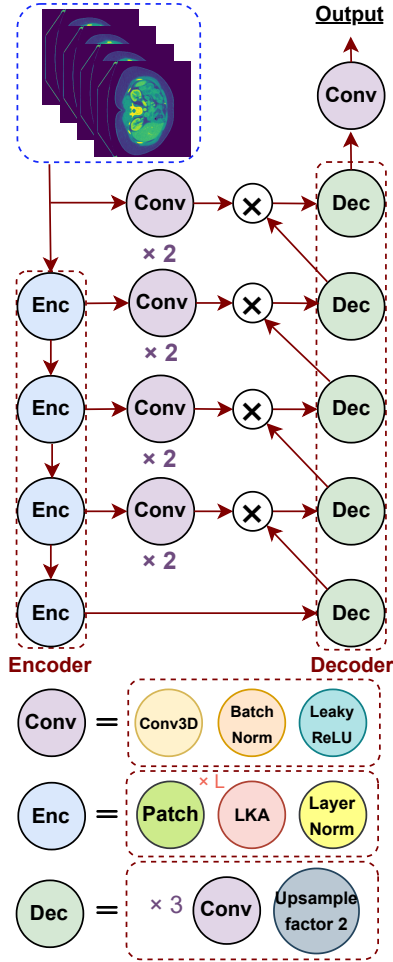 Output
Conv
Conv
×
Dec
× 2
Enc
Conv
×
Dec
× 2
Enc
Conv
×
Dec
× 2
Enc
Conv
×
Dec
× 2
Enc
Dec
Encoder
Decoder
Conv = Conv3D Batch Norm Leaky ReLU
× L
Enc = Patch LKA Layer Norm
Dec = × 3 Conv Upsample factor 2